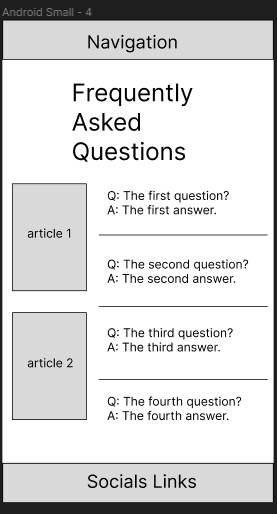 Android Small - 4
Navigation
Frequently
Asked
Questions
article 1
article 2
Q: The first question?
A: The first answer.
Q: The second question?
A: The second answer.
Q: The third question?
A: The third answer.
Q: The fourth question?
A: The fourth answer.
Socials Links